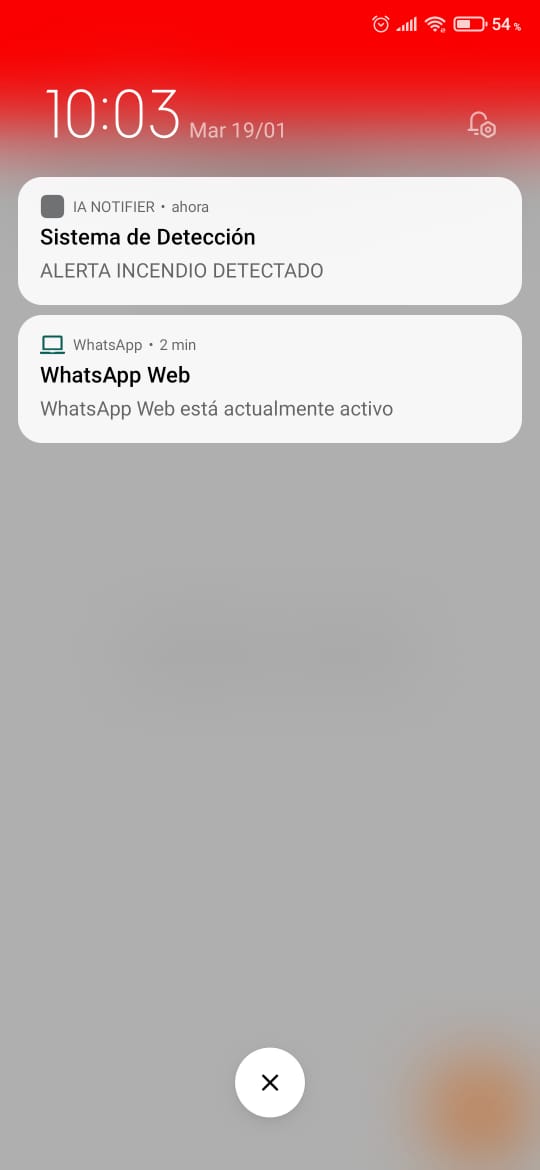 54 %
10:03 Mar 19/01
IA NOTIFIER • ahora
Sistema de Detección
ALERTA INCENDIO DETECTADO
WhatsApp • 2 min
WhatsApp Web
WhatsApp Web está actualmente activo